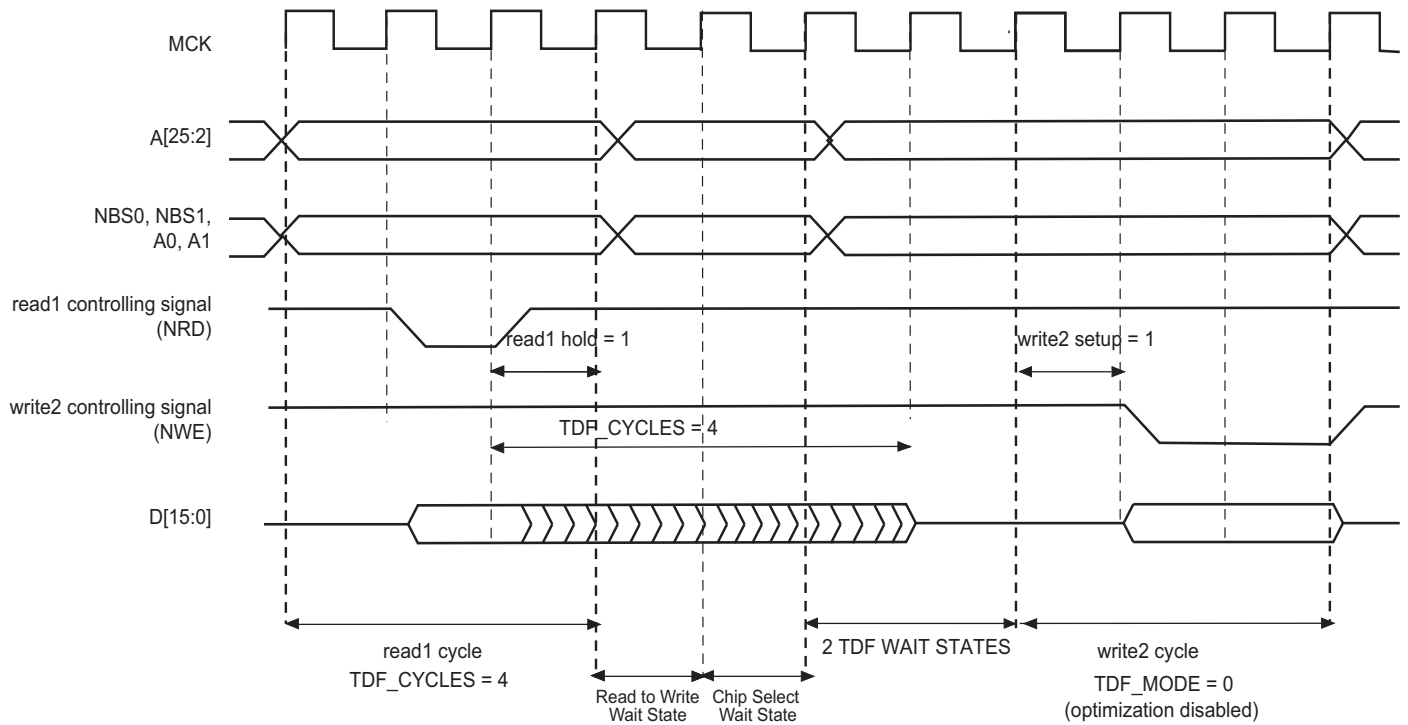 MCK
A[25:2]
NBS0, NBS1,
A0, A1
read1 controlling signal
(NRD)
read1 hold = 1
write2 setup = 1
write2 controlling signal
(NWE)
TDF_CYCLES = 4
D[15:0]
read1 cycle
TDF_CYCLES = 4
Read to Write
Wait State
Chip Select
Wait State
2 TDF WAIT STATES
write2 cycle
TDF_MODE = 0
(optimization disabled)